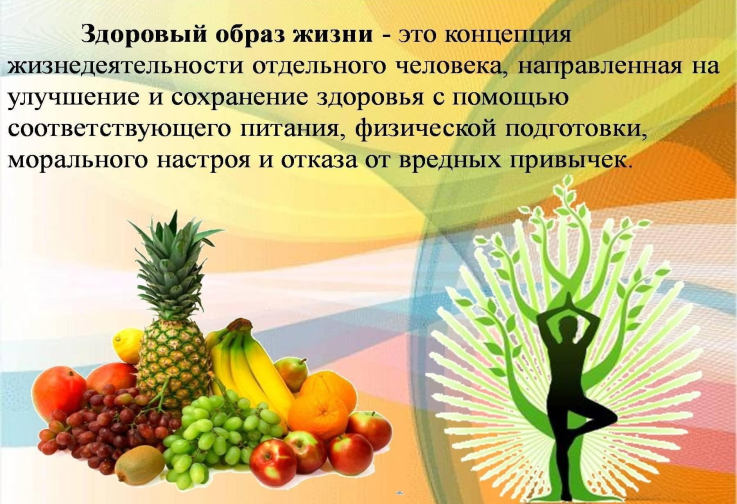 Здоровый образ жизни - это концепция
жизнедеятельности отдельного человека, направленная на
улучшение и сохранение здоровья с помощью
соответствующего питания, физической подготовки,
морального настроя и отказа от вредных привычек.